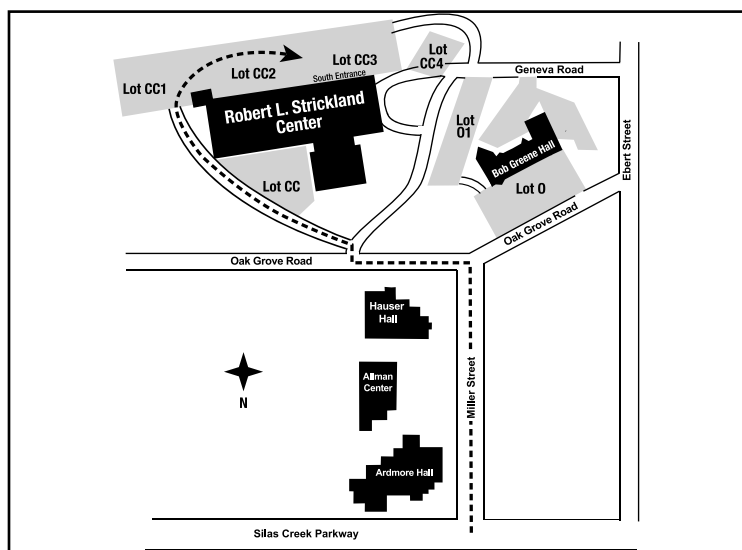 Lot
CC4
Lot CC3
Lot CC2
Lot CC1
South Entrance
Geneva Road
Robert L. Strickland
Center
Lot
O1
Bob Greene Hall
Ebert Street
Lot CC
Lot O
Oak Grove Road
Oak Grove Road
Hauser
Hall
Allman
Center
Miller Street
N
Ardmore Hall
Silas Creek Parkway